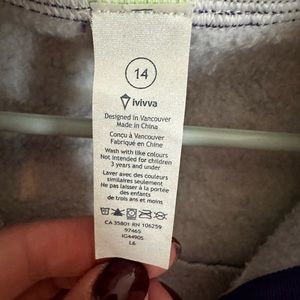 14
ivivva
Designed in Vancouver
Made in China
Conçu à Vancouver
Fabriqué en Chine
Wash with like colours
Not intended for children
3 years and under
Laver avec des couleurs
similaires seulement
Ne pas laisser à la portée
des enfants
de trois ans et moins
CA 35801 RN 106259
97465
IG44905
L6